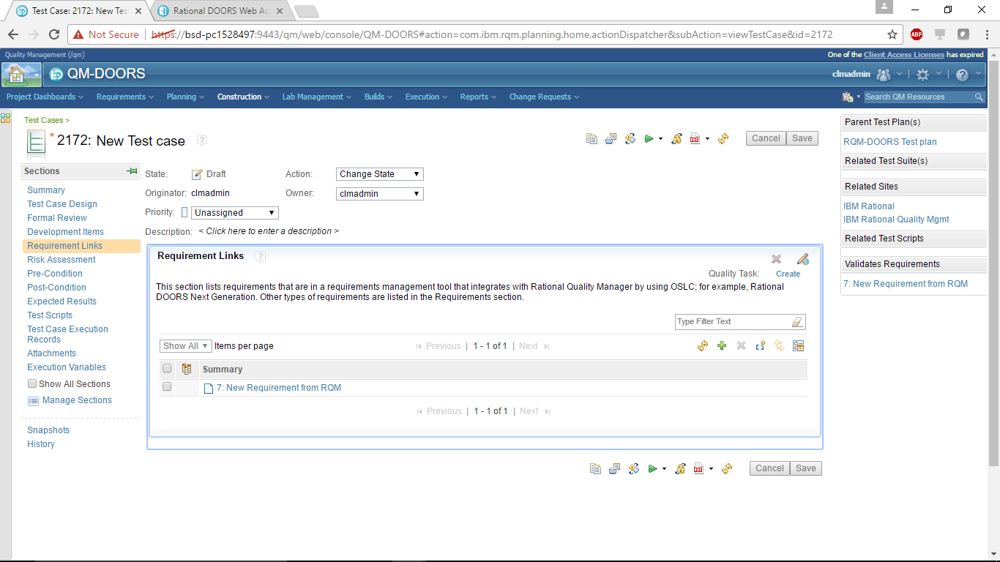 Test Case: 2172: New Tes
Rational DOORS Web Ac
Not Secure
https://bsd-pc1528497:9443/qm/web/console/QM-DOORS#action=com.ibm.rqm.planning.home.actionDispatcher&subAction=viewTestCase&id=2172
ABP
Quality Management (/qm)
One of the Client Access Licenses has expired
QM-DOORS
clmadmin
Project Dashboards
Requirements
Planning
Construction
Lab Management
Builds
Execution
Reports
Change Requests
Search QM Resources
Test Cases >
* 2172: New Test case
Cancel
Save
Sections
Summary
Test Case Design
Formal Review
Development Items
Requirement Links
Risk Assessment
Pre-Condition
Post-Condition
Expected Results
Test Scripts
Test Case Execution
Records
Attachments
Execution Variables
Show All Sections
Manage Sections
Snapshots
History
State: Draft
Action: Change State
Originator: clmadmin
Owner: clmadmin
Priority: Unassigned
Description: < Click here to enter a description >
Requirement Links
Quality Task: Create
This section lists requirements that are in a requirements management tool that integrates with Rational Quality Manager by using OSLC; for example, Rational
DOORS Next Generation. Other types of requirements are listed in the Requirements section.
Type Filter Text
Show All Items per page
Previous | 1 - 1 of 1 | Next
Summary
7: New Requirement from RQM
Previous | 1 - 1 of 1 | Next
Cancel
Save
Parent Test Plan(s)
RQM-DOORS Test plan
Related Test Suite(s)
Related Sites
IBM Rational
IBM Rational Quality Mgmt
Related Test Scripts
Validates Requirements
7: New Requirement from RQM